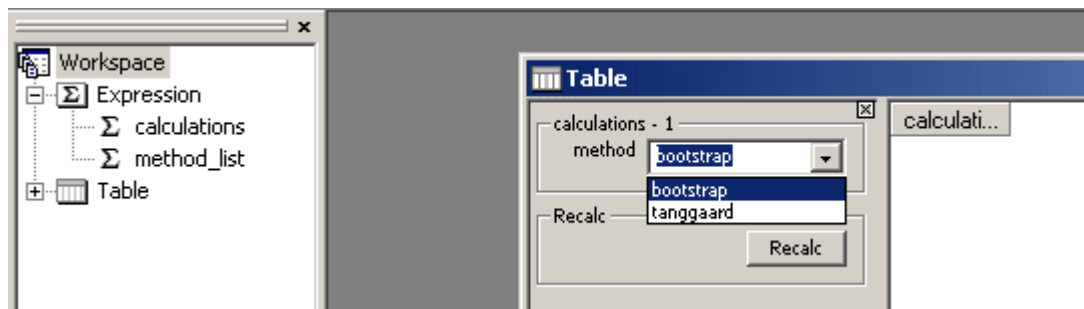 Workspace
Expression
calculations
method_list
Table
Table
calculations - 1
calculati...
method
bootstrap
bootstrap
tanggaard
Recalc
Recalc